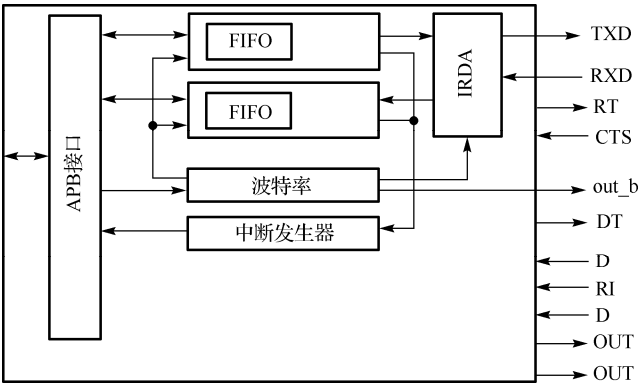 FIFO
FIFO
IRDA
APB接口
波特率
中断发生器
TXD
RXD
RT
CTS
out_b
DT
D
RI
D
OUT
OUT